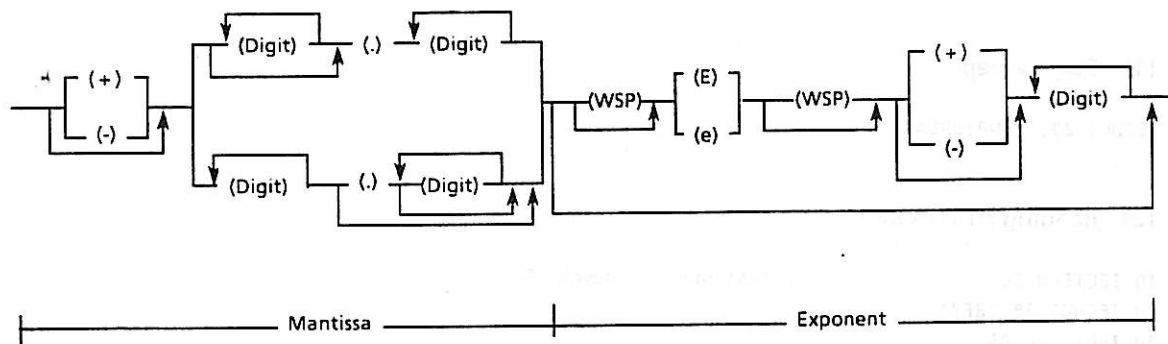 (Digit) (.) (Digit)
(+) (E) (+)
(WSP) (WSP) (Digit)
(-) (e) (-)
(Digit) (.) (Digit)
Mantissa Exponent